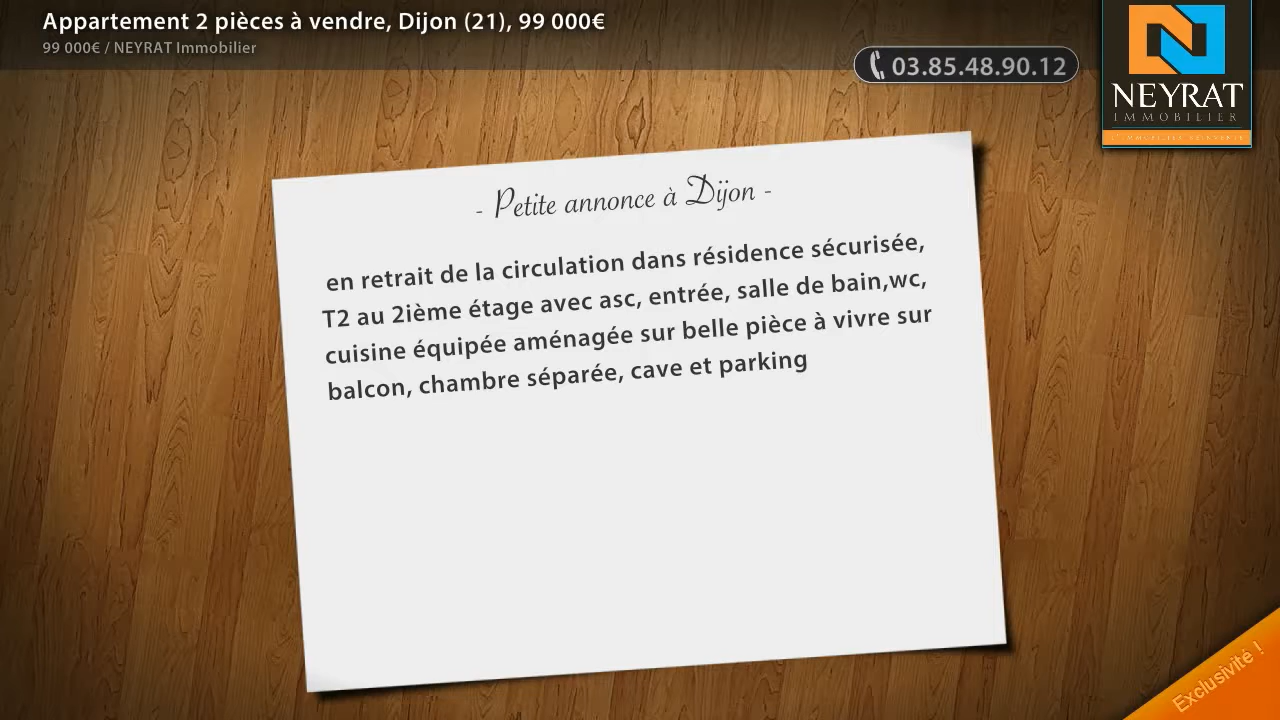 Appartement 2 pièces à vendre, Dijon (21), 99 000€
99 000€ / NEYRAT Immobilier
03.85.48.90.12
NEYRAT
IMMOBILIER
- Petite annonce à Dijon -
en retrait de la circulation dans résidence sécurisée,
T2 au 2ième étage avec asc, entrée, salle de bain,wc,
cuisine équipée aménagée sur belle pièce à vivre sur
balcon, chambre séparée, cave et parking
Exclusivité !